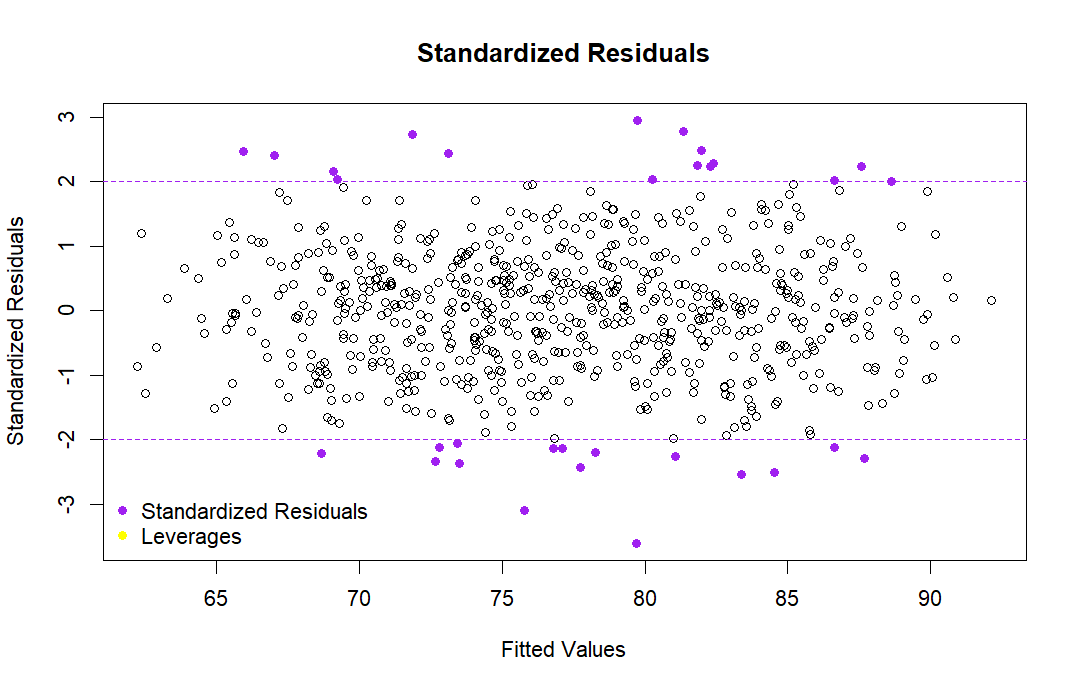 Standardized Residuals
Standardized Residuals
3
2
1
0
-1
-2
-3
Standardized Residuals
Leverages
65 70 75 80 85 90
Fitted Values